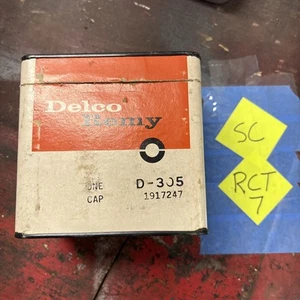 Delco
Remy
ONE D-305
CAP 1917247
SC
RCT
7